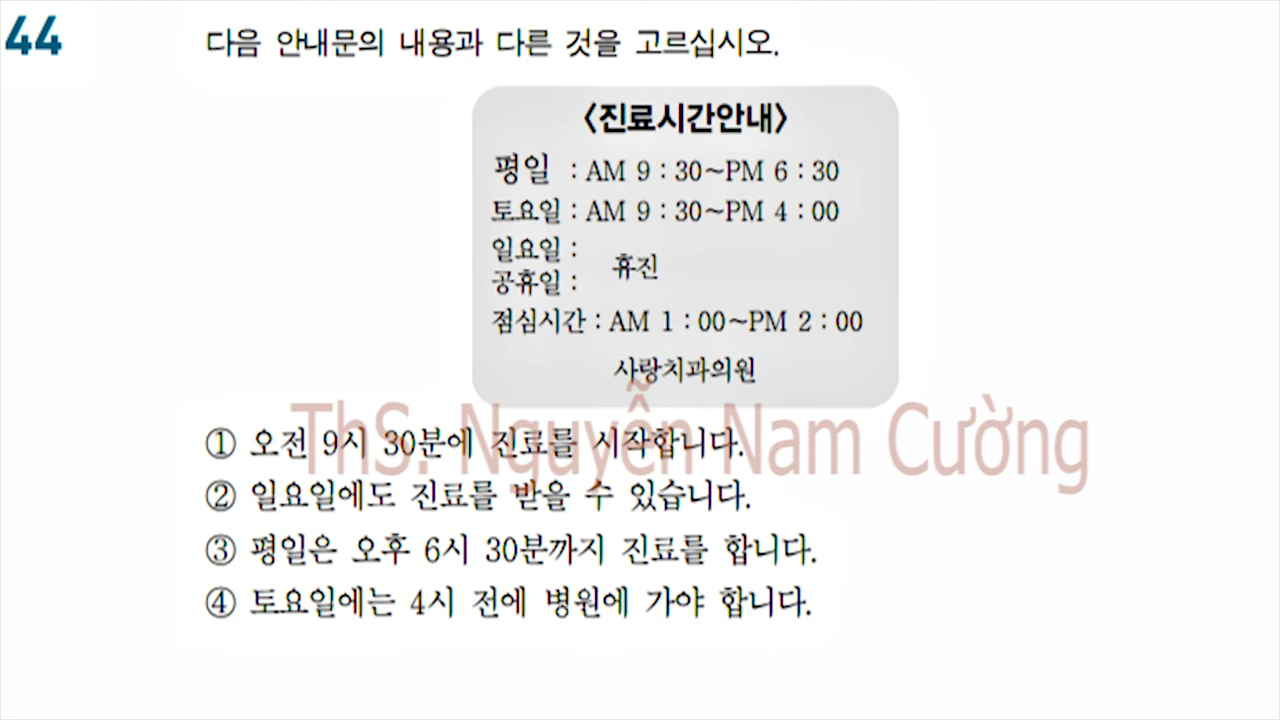 44
다음 안내문의 내용과 다른 것을 고르십시오.
<진료시간안내>
평일 : AM 9 : 30~PM 6 : 30
토요일 : AM 9 : 30~PM 4 : 00
일요일 :
휴진
공휴일 :
점심시간 : AM 1 : 00~PM 2 : 00
사랑치과의원
ThS. Nguyễn Nam Cường
① 오전 9시 30분에 진료를 시작합니다.
② 일요일에도 진료를 받을 수 있습니다.
③ 평일은 오후 6시 30분까지 진료를 합니다.
④ 토요일에는 4시 전에 병원에 가야 합니다.